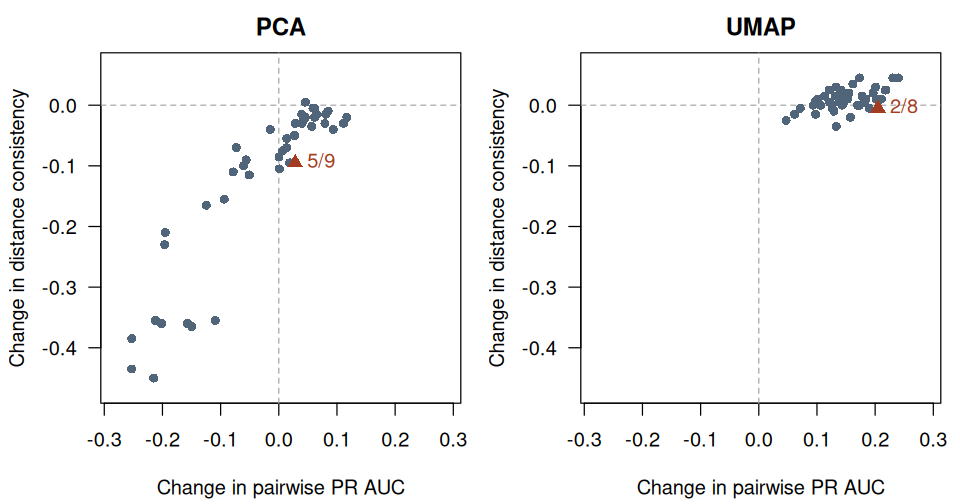 PCA
Change in distance consistency
0.0
-0.1
-0.2
-0.3
-0.4
5/9
-0.3 -0.2 -0.1 0.0 0.1 0.2 0.3
Change in pairwise PR AUC
UMAP
Change in distance consistency
0.0
-0.1
-0.2
-0.3
-0.4
2/8
-0.3 -0.2 -0.1 0.0 0.1 0.2 0.3
Change in pairwise PR AUC